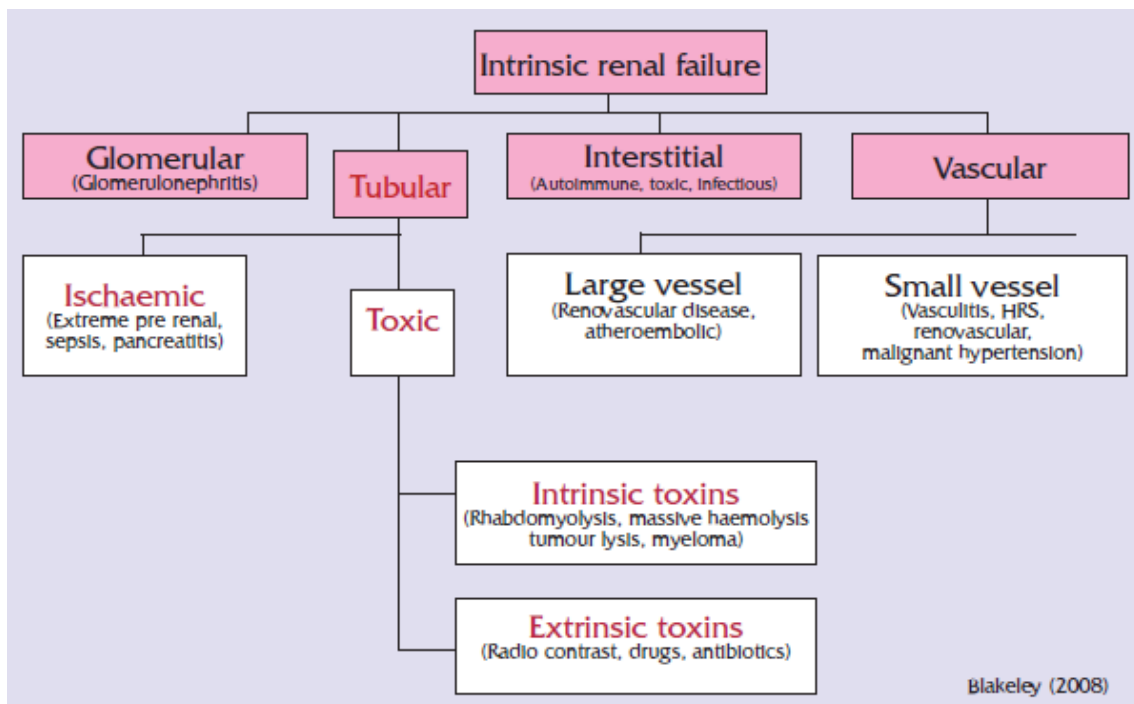 Intrinsic renal failure
Glomerular
(Glomerulonephritis)
Tubular
Interstitial
(Autoimmune, toxic, infectious)
Vascular
Ischaemic
(Extreme pre renal,
sepsis, pancreatitis)
Toxic
Large vessel
(Renovascular disease,
atheroembolic)
Small vessel
(Vasculitis, HRS,
renovascular,
malignant hypertension)
Intrinsic toxins
(Rhabdomyolysis, massive haemolysis
tumour lysis, myeloma)
Extrinsic toxins
(Radio contrast, drugs, antibiotics)
Blakeley (2008)